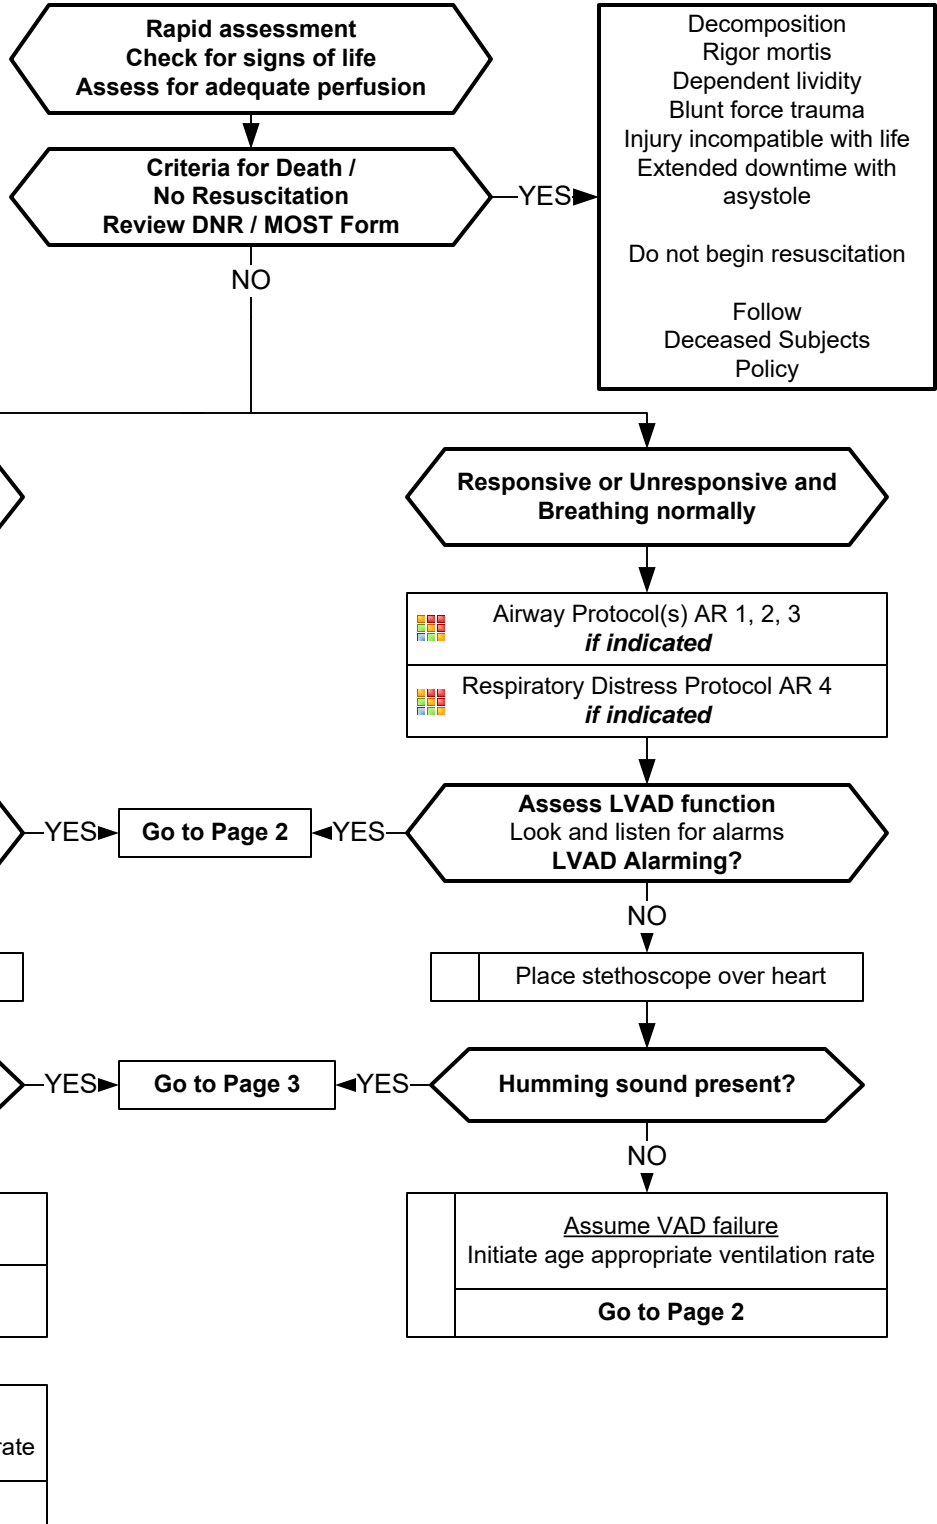 Rapid assessment
Check for signs of life
Assess for adequate perfusion
Criteria for Death /
No Resuscitation
Review DNR / MOST Form
YES
Decomposition
Rigor mortis
Dependent lividity
Blunt force trauma
Injury incompatible with life
Extended downtime with
asystole
Do not begin resuscitation
Follow
Deceased Subjects
Policy
NO
Responsive or Unresponsive and
Breathing normally
Airway Protocol(s) AR 1, 2, 3
if indicated
Respiratory Distress Protocol AR 4
if indicated
YES
Go to Page 2
YES
Assess LVAD function
Look and listen for alarms
LVAD Alarming?
NO
Place stethoscope over heart
YES
Go to Page 3
YES
Humming sound present?
NO
Assume VAD failure
Initiate age appropriate ventilation rate
Go to Page 2